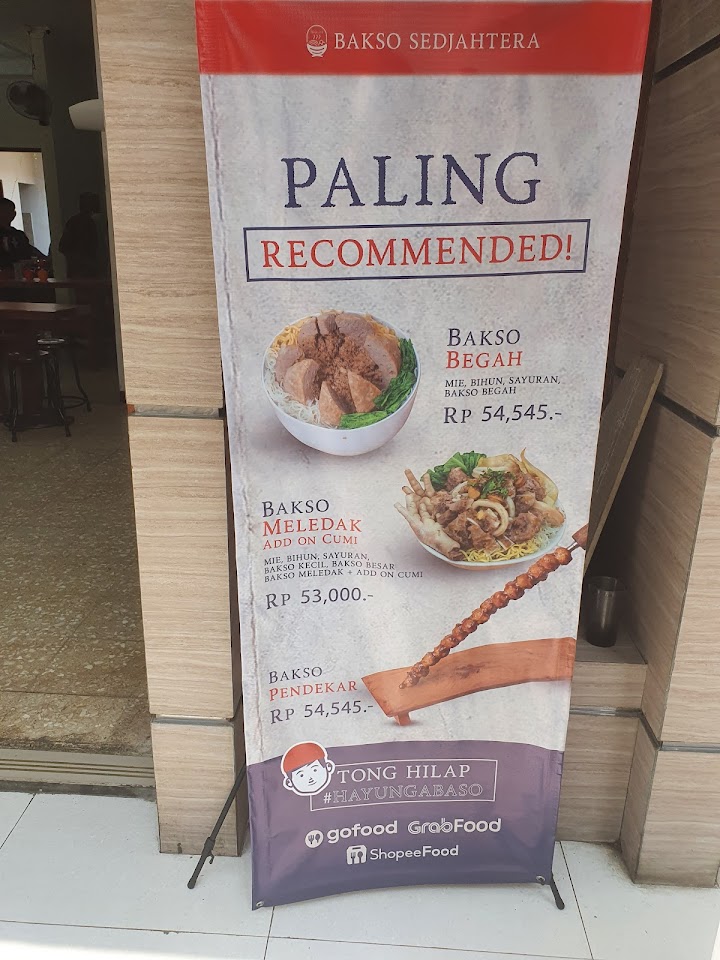 BAKSO SEDJAHTERA
PALING
RECOMMENDED!
BAKSO
BEGAH
MIE, BIHUN, SAYURAN,
BAKSO BEGAH
RP 54,545.-
BAKSO
MELEDAK
ADD ON CUMI
MIE, BIHUN, SAYURAN,
BAKSO KECIL, BAKSO BESAR
BAKSO MELEDAK + ADD ON CUMI
RP 53,000.-
BAKSO
PENDEKAR
RP 54,545.-
TONG HILAP
#HAYUNGABASO
gofood GrabFood
ShopeeFood